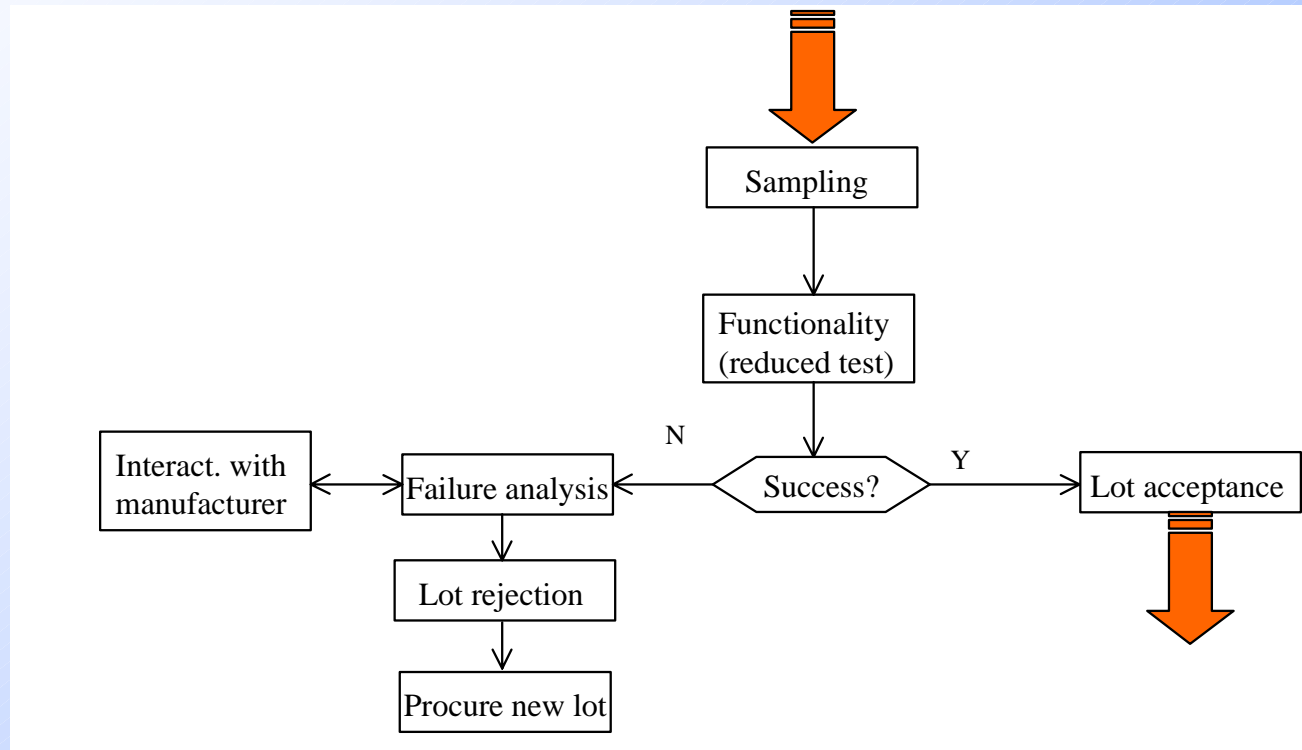 Sampling
Functionality
(reduced test)
N
Y
Interact. with
manufacturer
Failure analysis
Success?
Lot acceptance
Lot rejection
Procure new lot